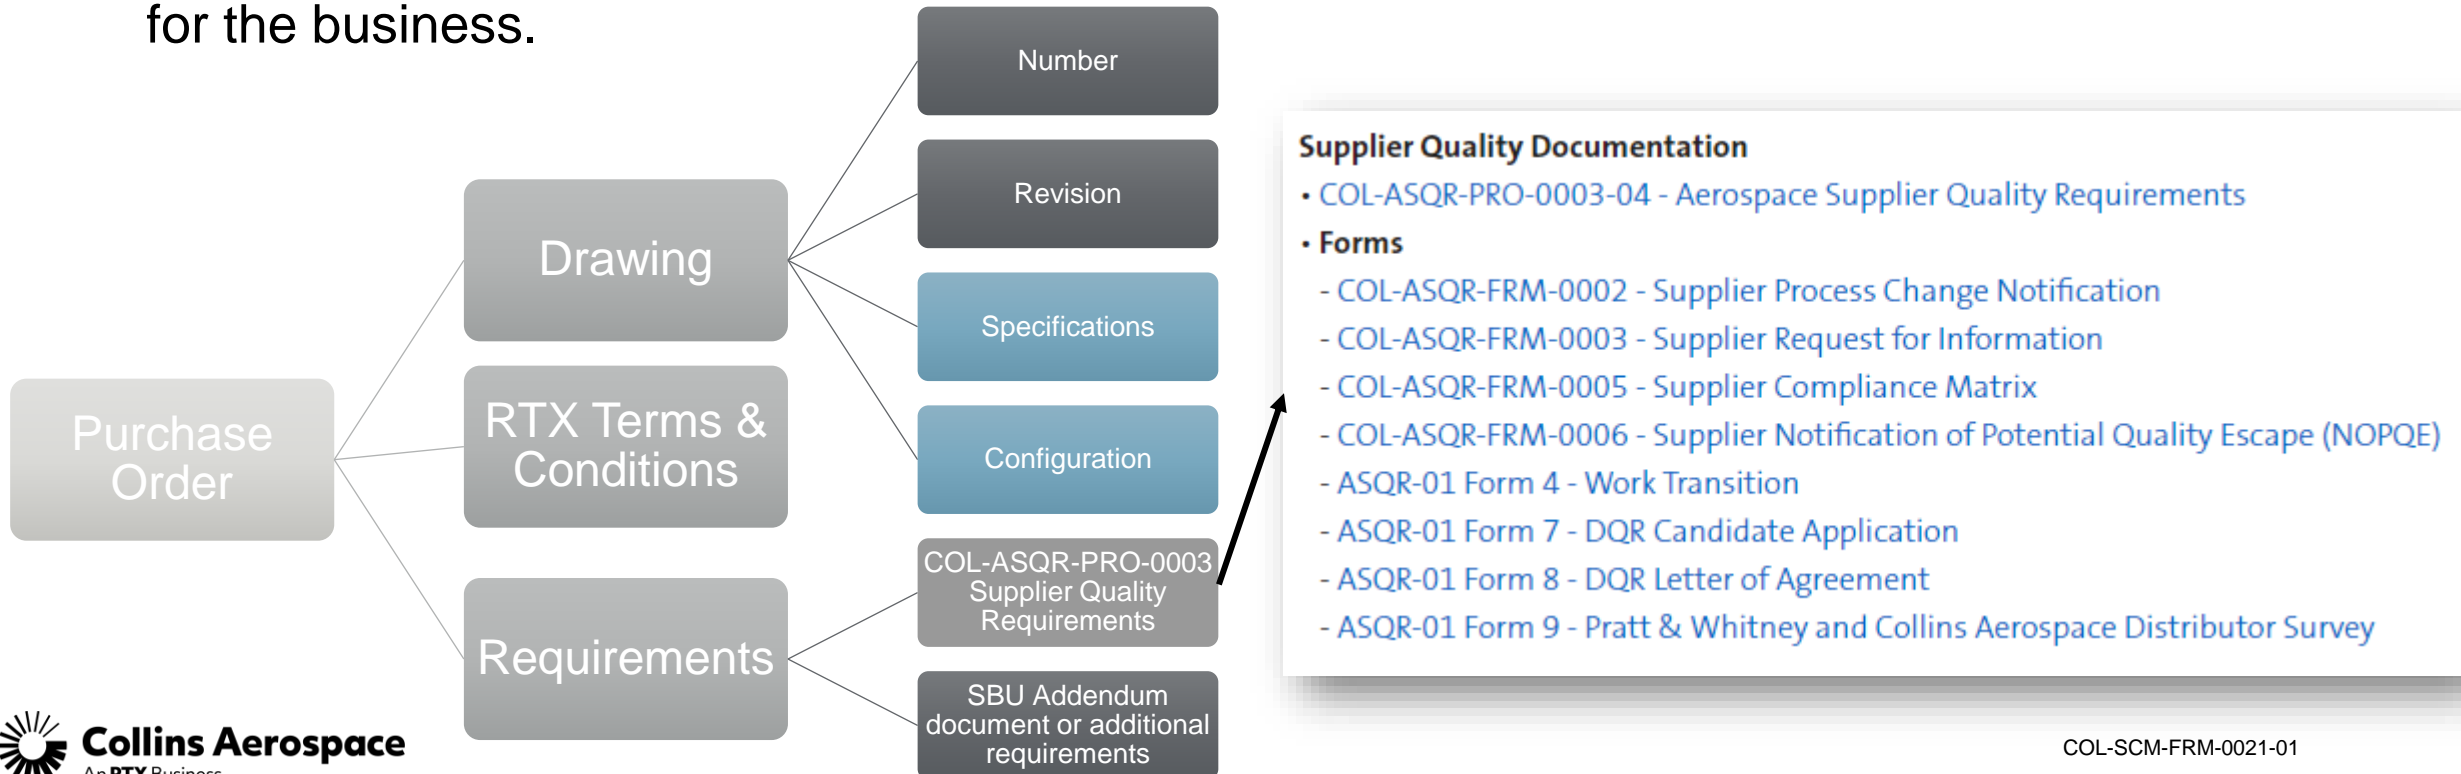 for the business.
Purchase
Order
Drawing
RTX Terms &
Conditions
Requirements
Number
Revision
Specifications
Configuration
COL-ASQR-PRO-0003
Supplier Quality
Requirements
SBU Addendum
document or additional
requirements
Supplier Quality Documentation
• COL-ASQR-PRO-0003-04 - Aerospace Supplier Quality Requirements
• Forms
- COL-ASQR-FRM-0002 - Supplier Process Change Notification
- COL-ASQR-FRM-0003 - Supplier Request for Information
- COL-ASQR-FRM-0005 - Supplier Compliance Matrix
- COL-ASQR-FRM-0006 - Supplier Notification of Potential Quality Escape (NOPQE)
- ASQR-01 Form 4 - Work Transition
- ASQR-01 Form 7 - DQR Candidate Application
- ASQR-01 Form 8 - DQR Letter of Agreement
- ASQR-01 Form 9 - Pratt & Whitney and Collins Aerospace Distributor Survey
Collins Aerospace
An RTX Business
COL-SCM-FRM-0021-01